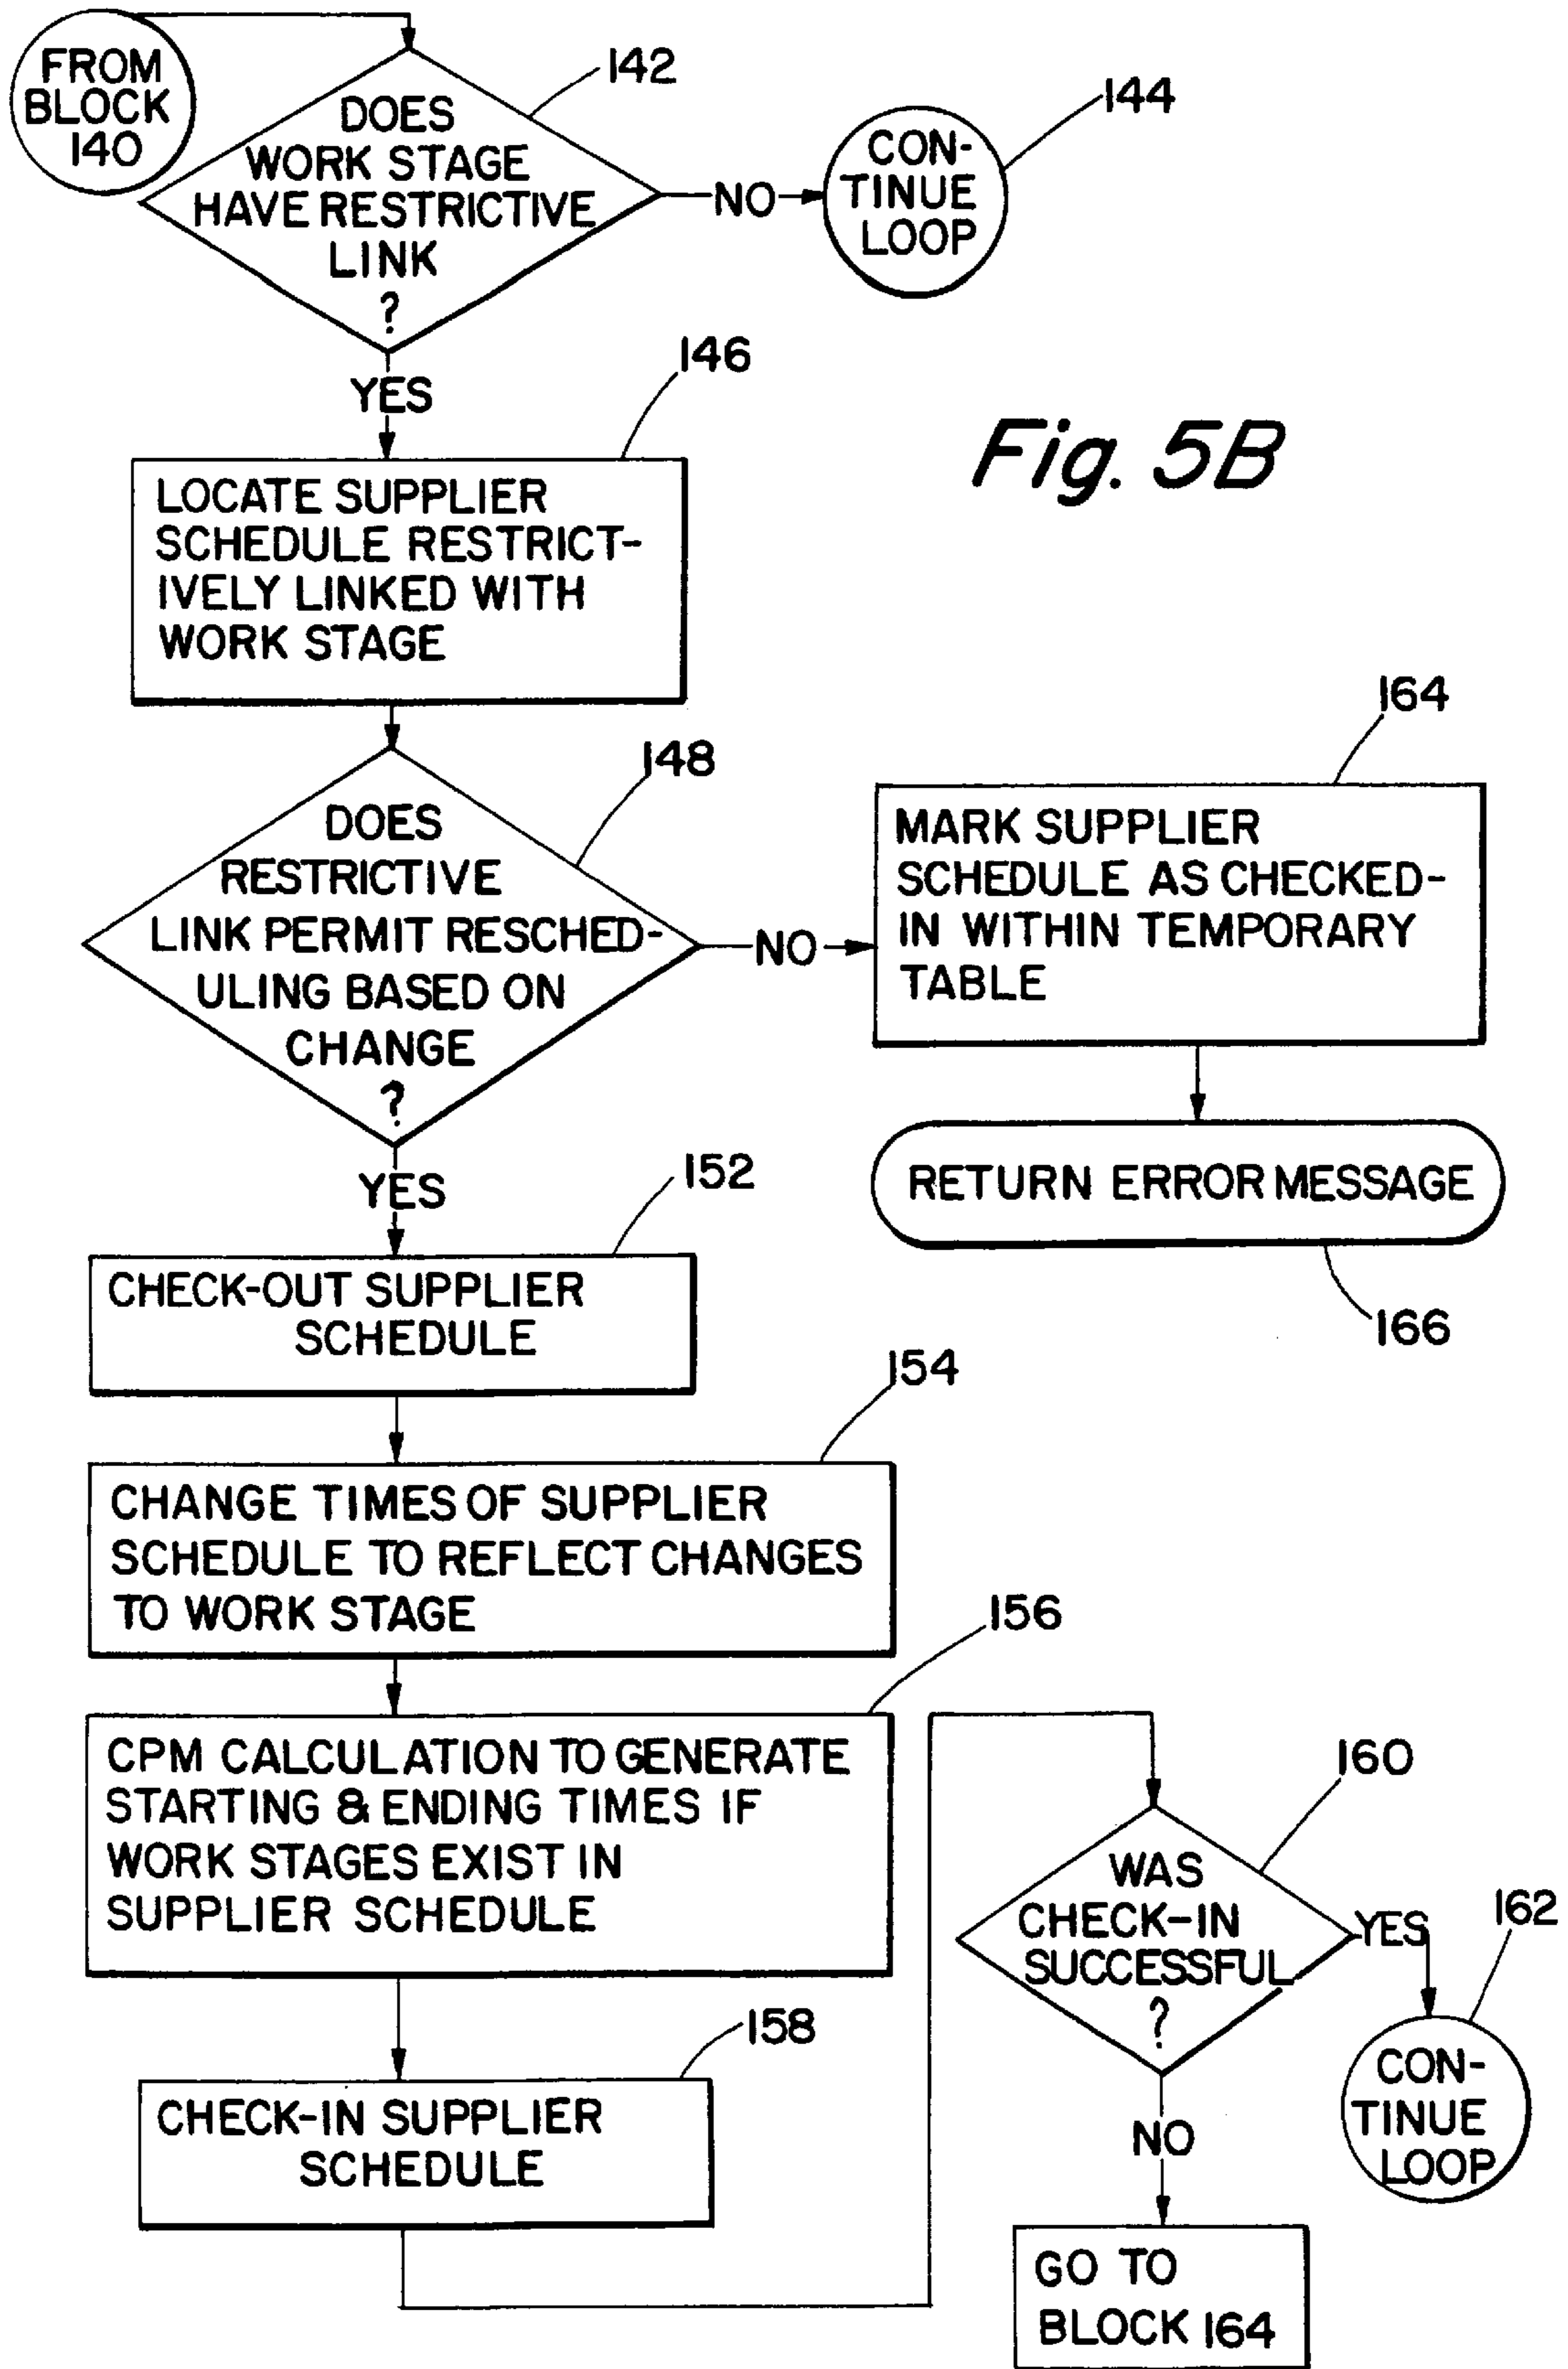 FROM
BLOCK
140
142
DOES
WORK STAGE
HAVE RESTRICTIVE
LINK
?
NO
144
CON-
TINUE
LOOP
YES
146
Fig. 5B
LOCATE SUPPLIER
SCHEDULE RESTRICT-
IVELY LINKED WITH
WORK STAGE
148
DOES
RESTRICTIVE
LINK PERMIT RESCHED-
ULING BASED ON
CHANGE
?
NO
164
MARK SUPPLIER
SCHEDULE AS CHECKED-
IN WITHIN TEMPORARY
TABLE
RETURN ERROR MESSAGE
166
YES
152
CHECK-OUT SUPPLIER
SCHEDULE
154
CHANGE TIMES OF SUPPLIER
SCHEDULE TO REFLECT CHANGES
TO WORK STAGE
156
CPM CALCULATION TO GENERATE
STARTING & ENDING TIMES IF
WORK STAGES EXIST IN
SUPPLIER SCHEDULE
158
CHECK-IN SUPPLIER
SCHEDULE
160
WAS
CHECK-IN
SUCCESSFUL
?
YES
162
CON-
TINUE
LOOP
NO
GO TO
BLOCK 164